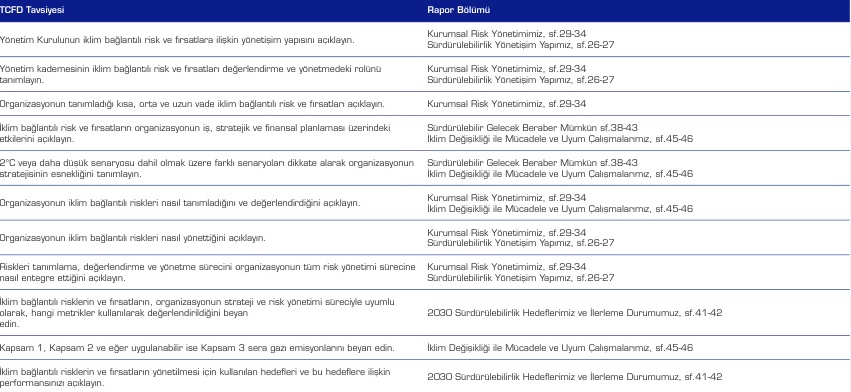 TCFD Tavsiyesi
Rapor Bölümü
Yönetim Kurulunun iklim bağlantılı risk ve fırsatlara ilişkin yönetişim yapısını açıklayın.
Kurumsal Risk Yönetimimiz, sf.29-34
Sürdürülebilirlik Yönetişim Yapımız, sf.26-27
Yönetim kademesinin iklim bağlantılı risk ve fırsatları değerlendirme ve yönetmedeki rolünü
tanımlayın.
Kurumsal Risk Yönetimimiz, sf.29-34
Sürdürülebilirlik Yönetişim Yapımız, sf.26-27
Organizasyonun tanımladığı kısa, orta ve uzun vade iklim bağlantılı risk ve fırsatları açıklayın.
Kurumsal Risk Yönetimimiz, sf.29-34
İklim bağlantılı risk ve fırsatların organizasyonun iş, stratejik ve finansal planlaması üzerindeki
etkilerini açıklayın.
Sürdürülebilir Gelecek Beraber Mümkün sf.38-43
İklim Değişikliği ile Mücadele ve Uyum Çalışmalarımız, sf.45-46
2°C veya daha düşük senaryosu dahil olmak üzere farklı senaryoları dikkate alarak organizasyonun
stratejisinin esnekliğini tanımlayın.
Sürdürülebilir Gelecek Beraber Mümkün sf.38-43
İklim Değişikliği ile Mücadele ve Uyum Çalışmalarımız, sf.45-46
Organizasyonun iklim bağlantılı riskleri nasıl tanımladığını ve değerlendirdiğini açıklayın.
Kurumsal Risk Yönetimimiz, sf.29-34
İklim Değişikliği ile Mücadele ve Uyum Çalışmalarımız, sf.45-46
Organizasyonun iklim bağlantılı riskleri nasıl yönettiğini açıklayın.
Kurumsal Risk Yönetimimiz, sf.29-34
Sürdürülebilirlik Yönetişim Yapımız, sf.26-27
Riskleri tanımlama, değerlendirme ve yönetme sürecini organizasyonun tüm risk yönetimi sürecine
nasıl entegre ettiğini açıklayın.
Kurumsal Risk Yönetimimiz, sf.29-34
Sürdürülebilirlik Yönetişim Yapımız, sf.26-27
İklim bağlantılı risklerin ve fırsatların, organizasyonun strateji ve risk yönetimi süreciyle uyumlu
olarak, hangi metrikler kullanılarak değerlendirildiğini beyan
edin.
2030 Sürdürülebilirlik Hedeflerimiz ve İlerleme Durumumuz, sf.41-42
Kapsam 1, Kapsam 2 ve eğer uygulanabilir ise Kapsam 3 sera gazı emisyonlarını beyan edin.
İklim Değişikliği ile Mücadele ve Uyum Çalışmalarımız, sf.45-46
İklim bağlantılı risklerin ve fırsatların yönetilmesi için kullanılan hedefleri ve bu hedeflere ilişkin
performansınızı açıklayın.
2030 Sürdürülebilirlik Hedeflerimiz ve İlerleme Durumumuz, sf.41-42